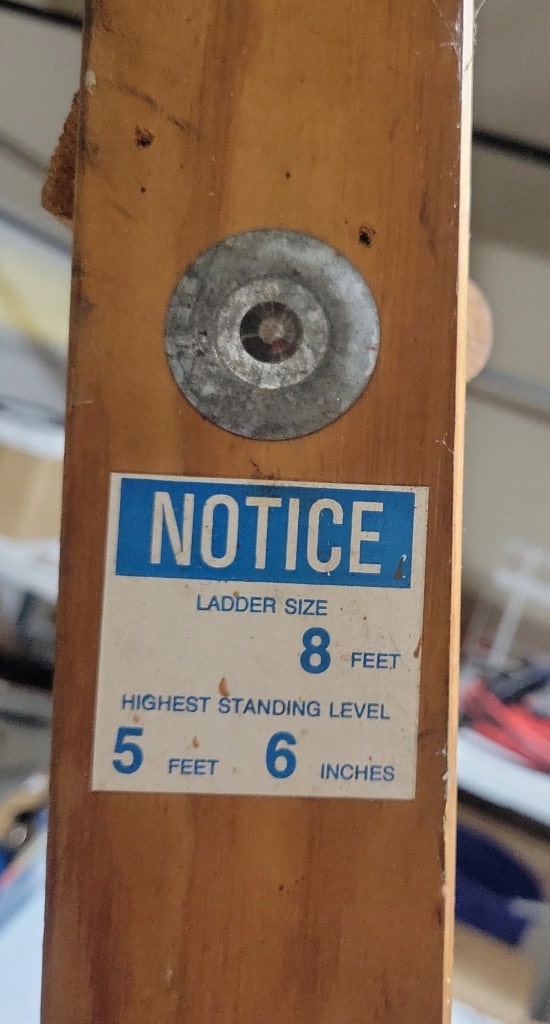 NOTICE
LADDER SIZE
8 FEET
HIGHEST STANDING LEVEL
5 FEET 6 INCHES